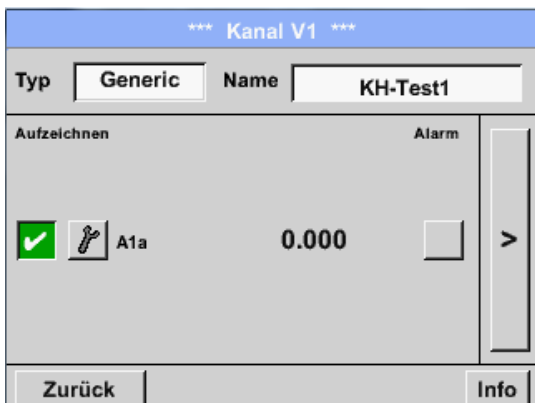 *** Kanal V1 ***
Typ Generic Name KH-Test1
Aufzeichnen Alarm
A1a 0.000 >
Zurück Info